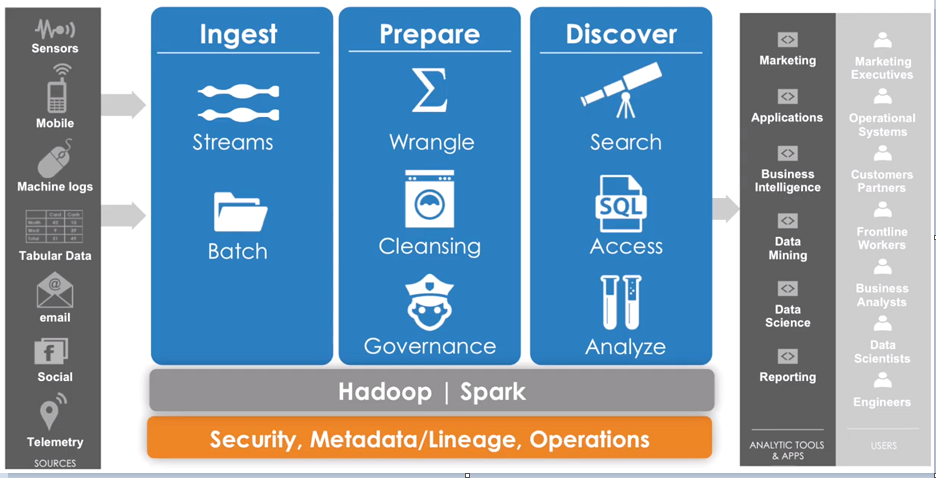 Sensors
Mobile
Machine logs
Tabular Data
email
Social
Telemetry
SOURCES
Ingest
Streams
Batch
Prepare
Wrangle
Cleansing
Governance
Discover
Search
SQL
Access
Analyze
Hadoop | Spark
Security, Metadata/Lineage, Operations
Marketing
Applications
Business
Intelligence
Data
Mining
Data
Science
Reporting
ANALYTIC TOOLS
& APPS
Marketing
Executives
Operational
Systems
Customers
Partners
Frontline
Workers
Business
Analysts
Data
Scientists
Engineers
USERS